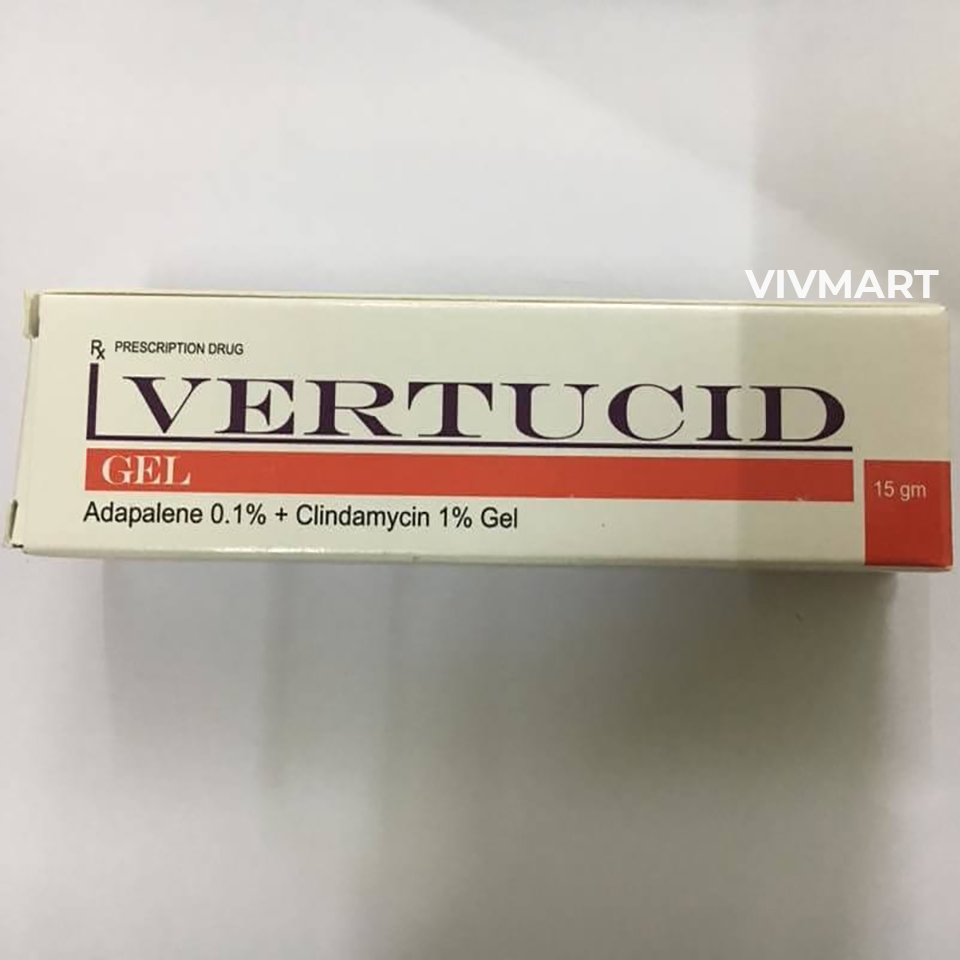 VIVMART
Rx PRESCRIPTION DRUG
VERTUCID
GEL
15 gm
Adapalene 0.1% + Clindamycin 1% Gel